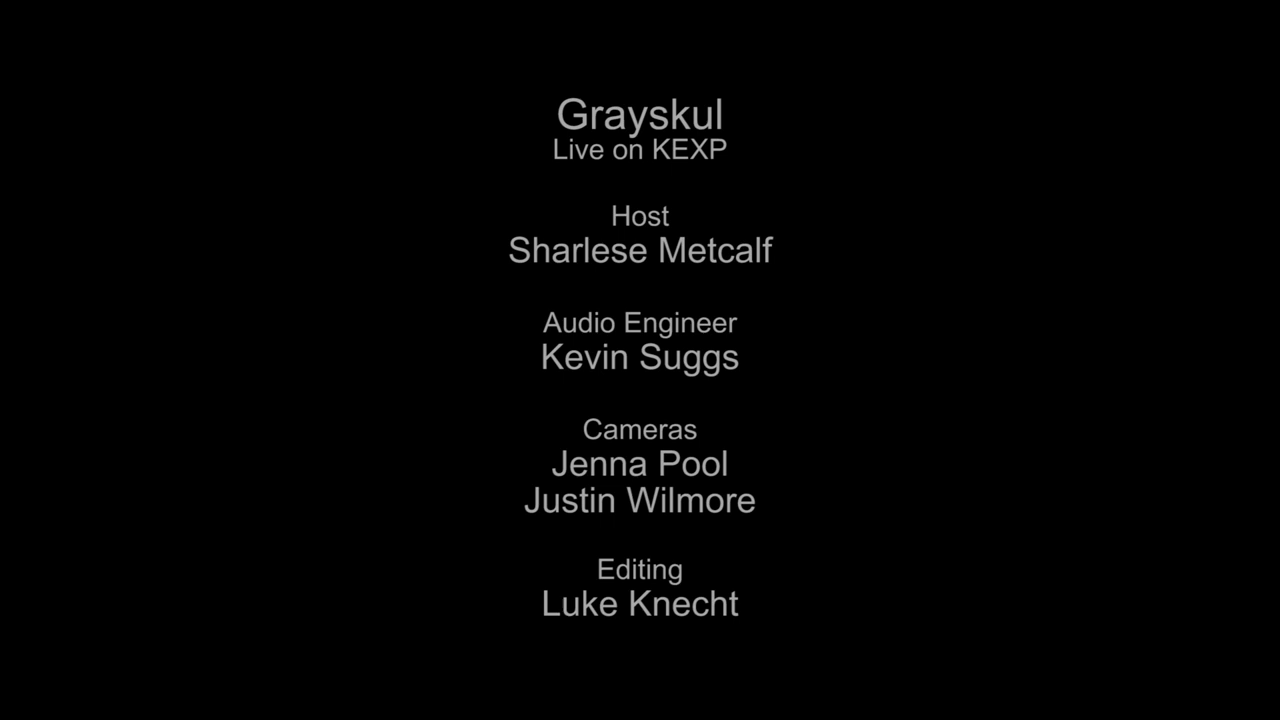 Grayskul
Live on KEXP
Host
Sharlese Metcalf
Audio Engineer
Kevin Suggs
Cameras
Jenna Pool
Justin Wilmore
Editing
Luke Knecht